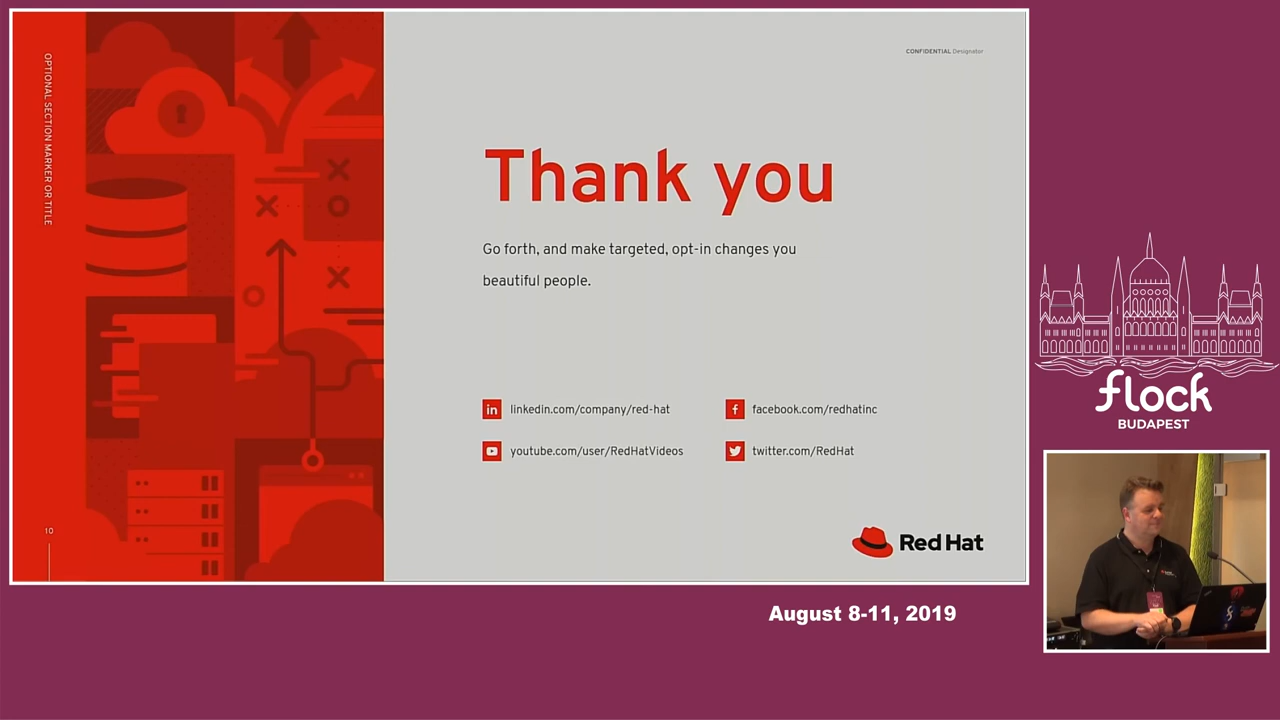 OPTIONAL SECTION MARKER OR TITLE
CONFIDENTIAL Designator
Thank you
Go forth, and make targeted, opt-in changes you
beautiful people.
in linkedin.com/company/red-hat
f facebook.com/redhatinc
youtube.com/user/RedHatVideos
twitter.com/RedHat
10
Red Hat
flock
BUDAPEST
August 8-11, 2019